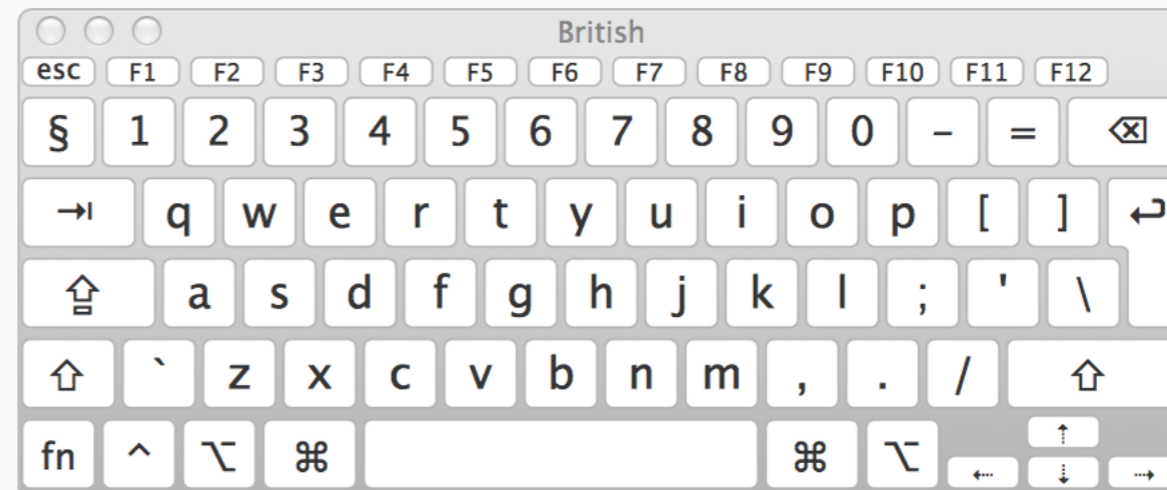 British
esc F1 F2 F3 F4 F5 F6 F7 F8 F9 F10 F11 F12
§ 1 2 3 4 5 6 7 8 9 0 - = ⌫
⇥ q w e r t y u i o p [ ] ↩
⇪ a s d f g h j k l ; ' \
⇧ ` z x c v b n m , . / ⇧
fn ^ ⌥ ⌘ ⌘ ⌥ ⇠ ⇡ ⇣ ⇢